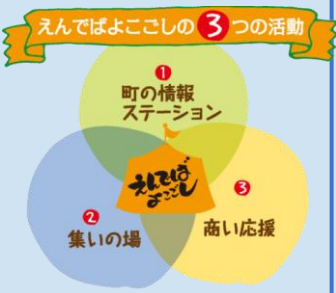 えんでばよこごしの3つの活動
1
町の情報
ステーション
えんでば
よこごし
2
集いの場
3
商い応援